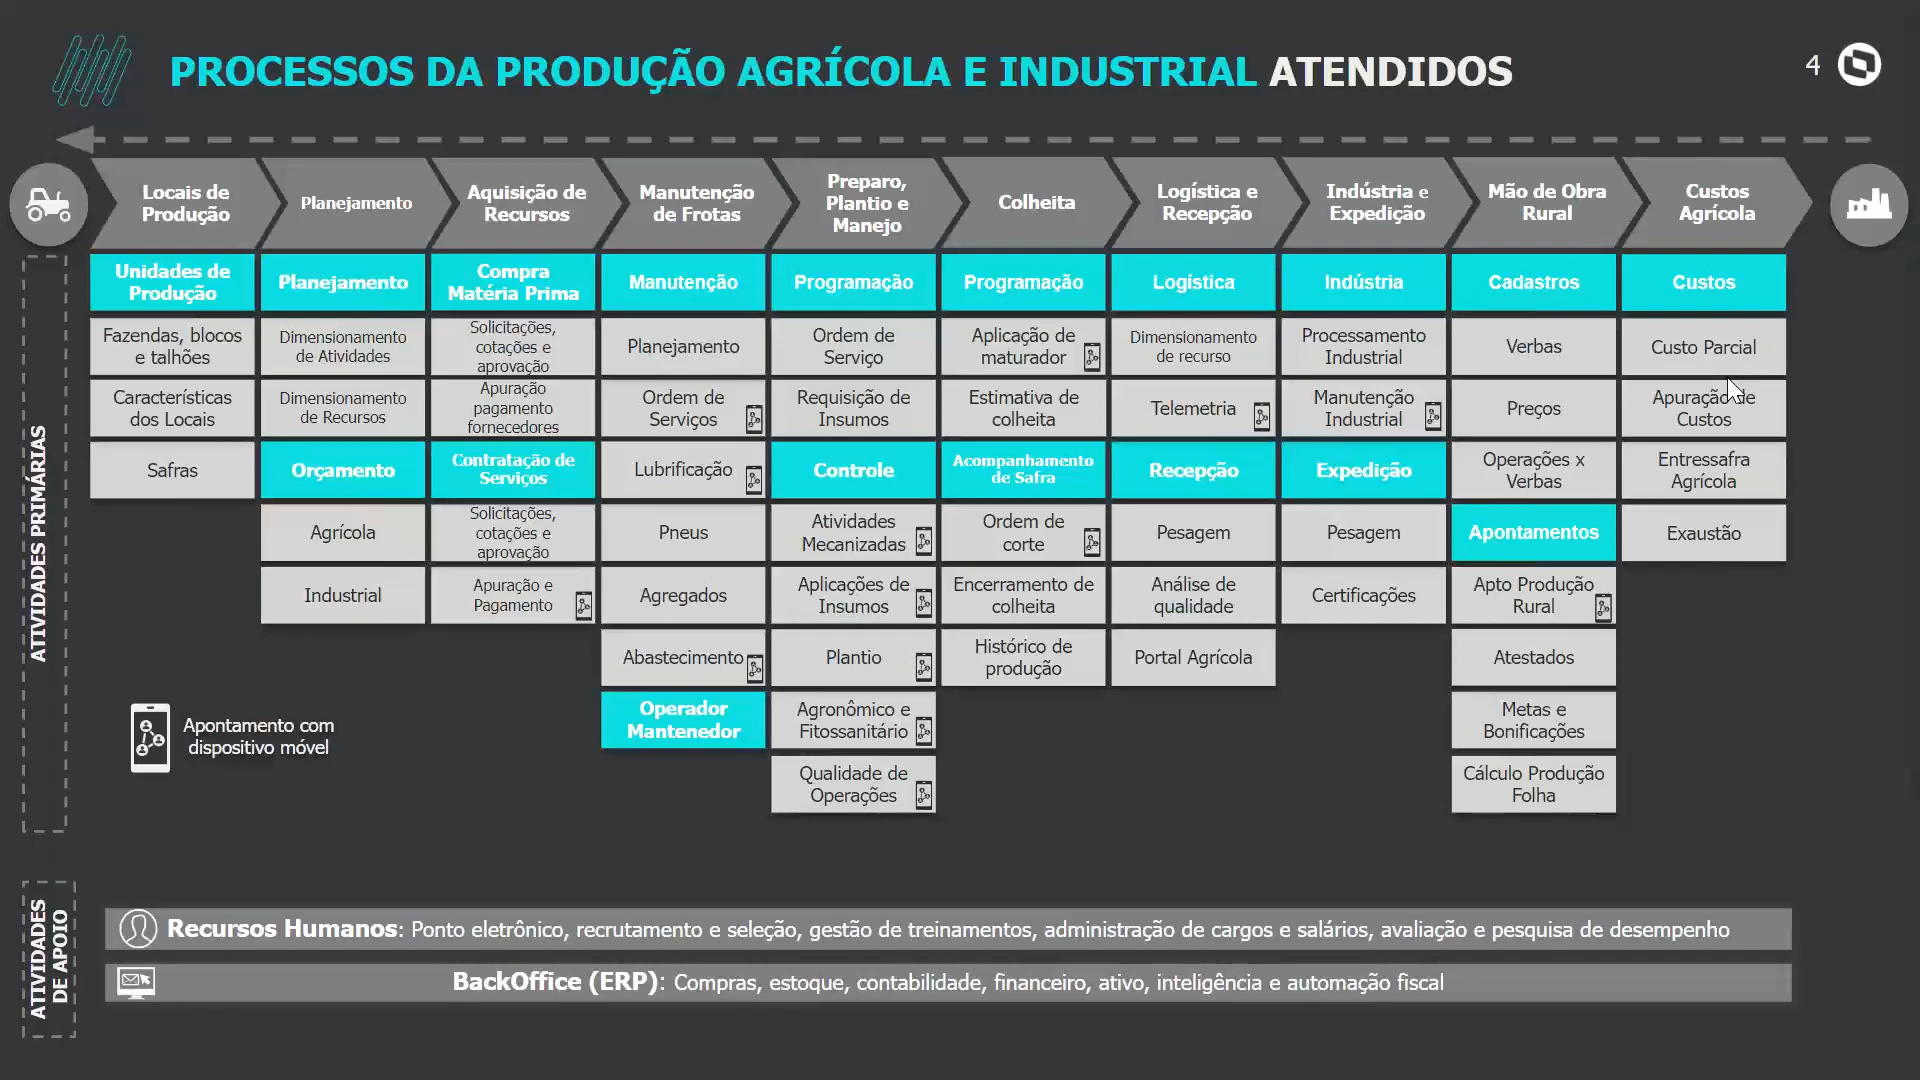 PROCESSOS DA PRODUÇÃO AGRÍCOLA E INDUSTRIAL ATENDIDOS
4
Locais de
Produção
Planejamento
Aquisição de
Recursos
Manutenção
de Frotas
Preparo,
Plantio e
Manejo
Colheita
Logística e
Recepção
Indústria e
Expedição
Mão de Obra
Rural
Custos
Agrícola
ATIVIDADES PRIMÁRIAS
Unidades de
Produção
Fazendas, blocos
e talhões
Características
dos Locais
Safras
Planejamento
Dimensionamento
de Atividades
Dimensionamento
de Recursos
Orçamento
Agrícola
Industrial
Compra
Matéria Prima
Solicitações,
cotações e
aprovação
Apuração
pagamento
fornecedores
Contratação de
Serviços
Solicitações,
cotações e
aprovação
Apuração e
Pagamento
Manutenção
Planejamento
Ordem de
Serviços
Lubrificação
Pneus
Agregados
Abastecimento
Operador
Mantenedor
Programação
Ordem de
Serviço
Requisição de
Insumos
Controle
Atividades
Mecanizadas
Aplicações de
Insumos
Plantio
Agronômico e
Fitossanitário
Qualidade de
Operações
Programação
Aplicação de
maturador
Estimativa de
colheita
Acompanhamento
de Safra
Ordem de
corte
Encerramento de
colheita
Histórico de
produção
Logística
Dimensionamento
de recurso
Telemetria
Recepção
Pesagem
Análise de
qualidade
Portal Agrícola
Indústria
Processamento
Industrial
Manutenção
Industrial
Expedição
Pesagem
Certificações
Cadastros
Verbas
Preços
Operações x
Verbas
Apontamentos
Apto Produção
Rural
Atestados
Metas e
Bonificações
Cálculo Produção
Folha
Custos
Custo Parcial
Apuração de
Custos
Entressafra
Agrícola
Exaustão
Apontamento com
dispositivo móvel
ATIVIDADES
DE APOIO
Recursos Humanos: Ponto eletrônico, recrutamento e seleção, gestão de treinamentos, administração de cargos e salários, avaliação e pesquisa de desempenho
BackOffice (ERP): Compras, estoque, contabilidade, financeiro, ativo, inteligência e automação fiscal